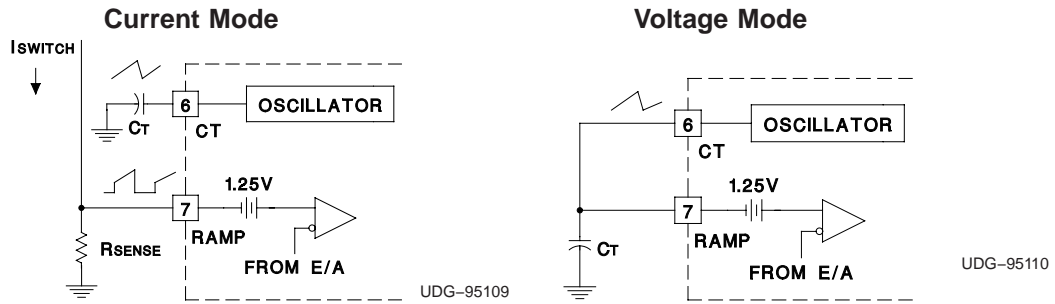 Current Mode
ISWITCH
6
OSCILLATOR
CT
CT
1.25V
7
RAMP
RSENSE
FROM E/A
UDG–95109
Voltage Mode
6
OSCILLATOR
CT
1.25V
7
RAMP
CT
FROM E/A
UDG–95110